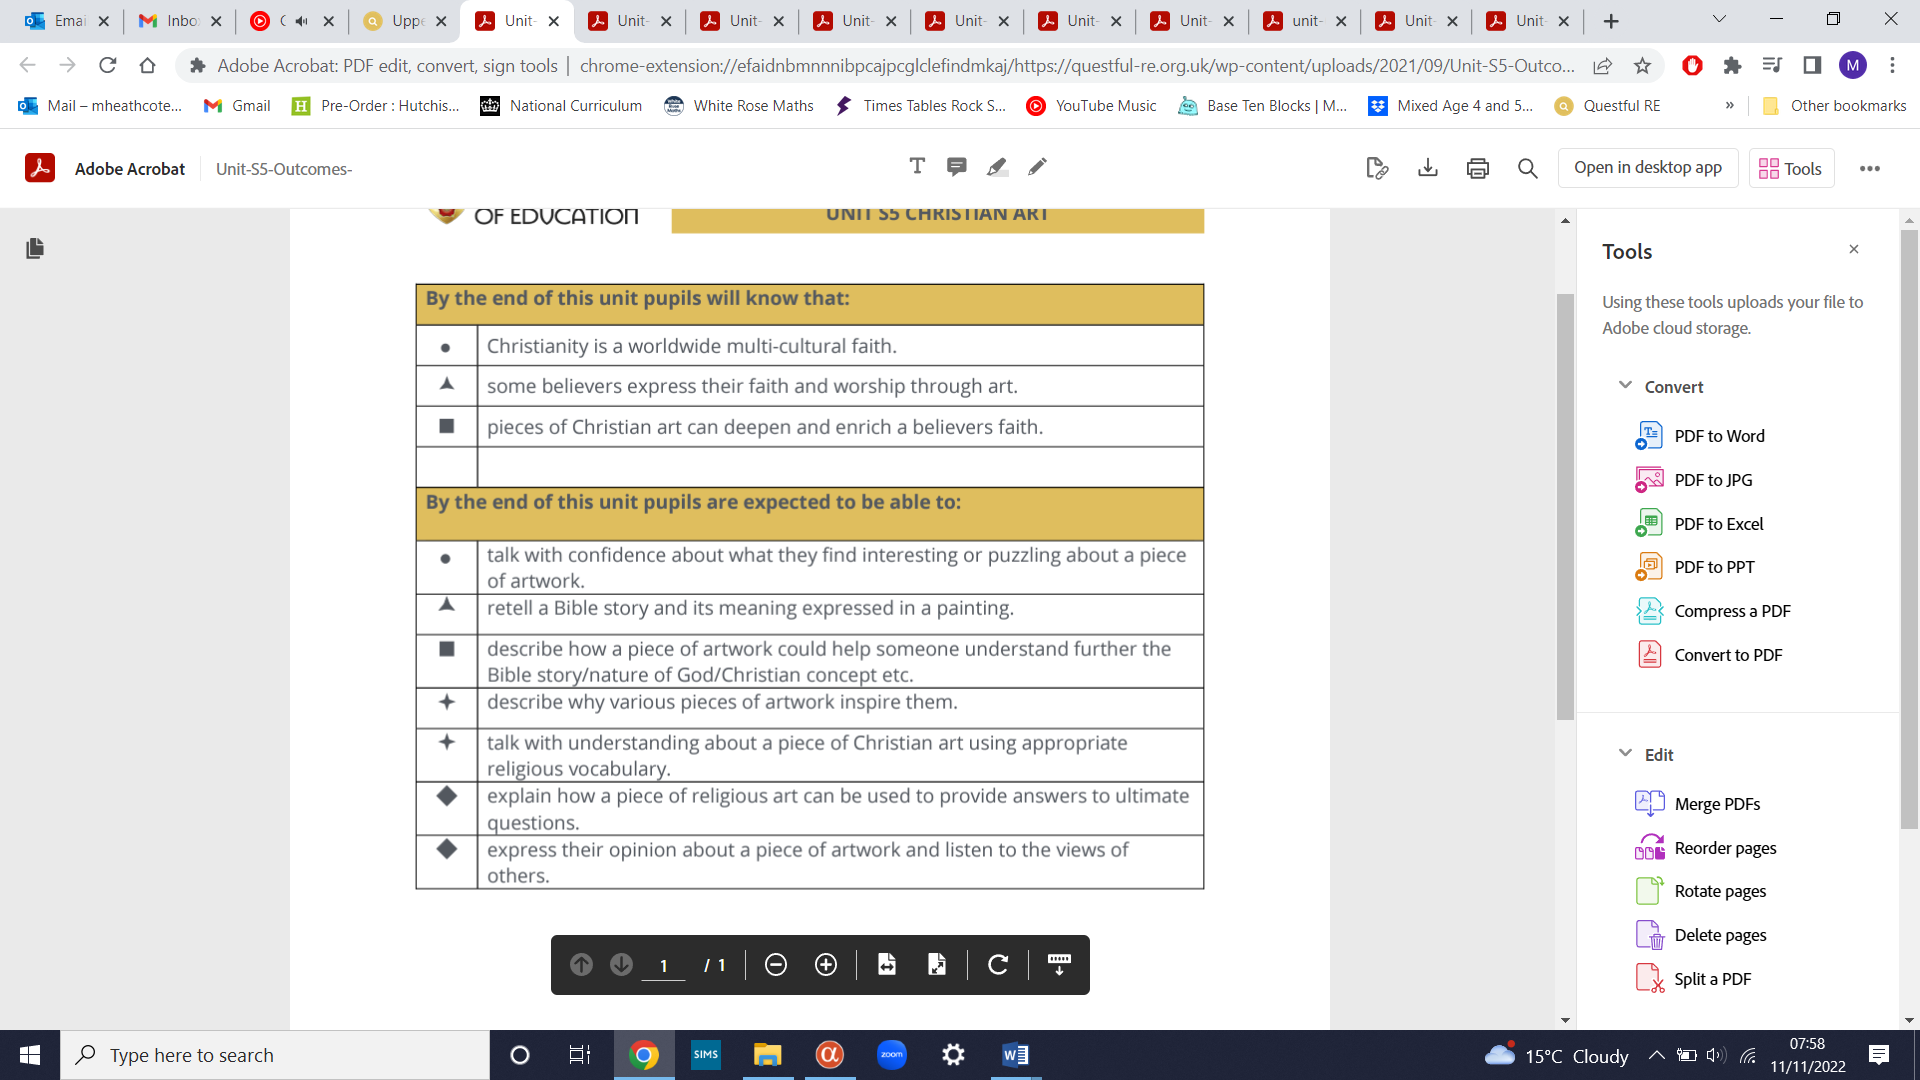 Emai
Inbo
C
Uppe
Unit-
Unit-
Unit-
Unit-
Unit-
Unit-
Unit-
unit-
Unit-
Unit-
Adobe Acrobat: PDF edit, convert, sign tools | chrome-extension://efaidnbmnnnibpcajpcglclefindmkaj/https://questful-re.org.uk/wp-content/uploads/2021/09/Unit-S5-Outco...
M
Mail – mheathcote...
Gmail
Pre-Order : Hutchis...
National Curriculum
White Rose Maths
Times Tables Rock S...
YouTube Music
Base Ten Blocks | M...
Mixed Age 4 and 5...
Questful RE
»
Other bookmarks
Adobe Acrobat
Unit-S5-Outcomes-
Open in desktop app
Tools
OF EDUCATION
UNIT S5 CHRISTIAN ART
By the end of this unit pupils will know that:
Christianity is a worldwide multi-cultural faith.
some believers express their faith and worship through art.
pieces of Christian art can deepen and enrich a believers faith.
By the end of this unit pupils are expected to be able to:
talk with confidence about what they find interesting or puzzling about a piece
of artwork.
retell a Bible story and its meaning expressed in a painting.
describe how a piece of artwork could help someone understand further the
Bible story/nature of God/Christian concept etc.
describe why various pieces of artwork inspire them.
talk with understanding about a piece of Christian art using appropriate
religious vocabulary.
explain how a piece of religious art can be used to provide answers to ultimate
questions.
express their opinion about a piece of artwork and listen to the views of
others.
1 / 1
Tools
Using these tools uploads your file to
Adobe cloud storage.
Convert
PDF to Word
PDF to JPG
PDF to Excel
PDF to PPT
Compress a PDF
Convert to PDF
Edit
Merge PDFs
Reorder pages
Rotate pages
Delete pages
Split a PDF
Type here to search
SIMS
zoom
15°C Cloudy
07:58
11/11/2022